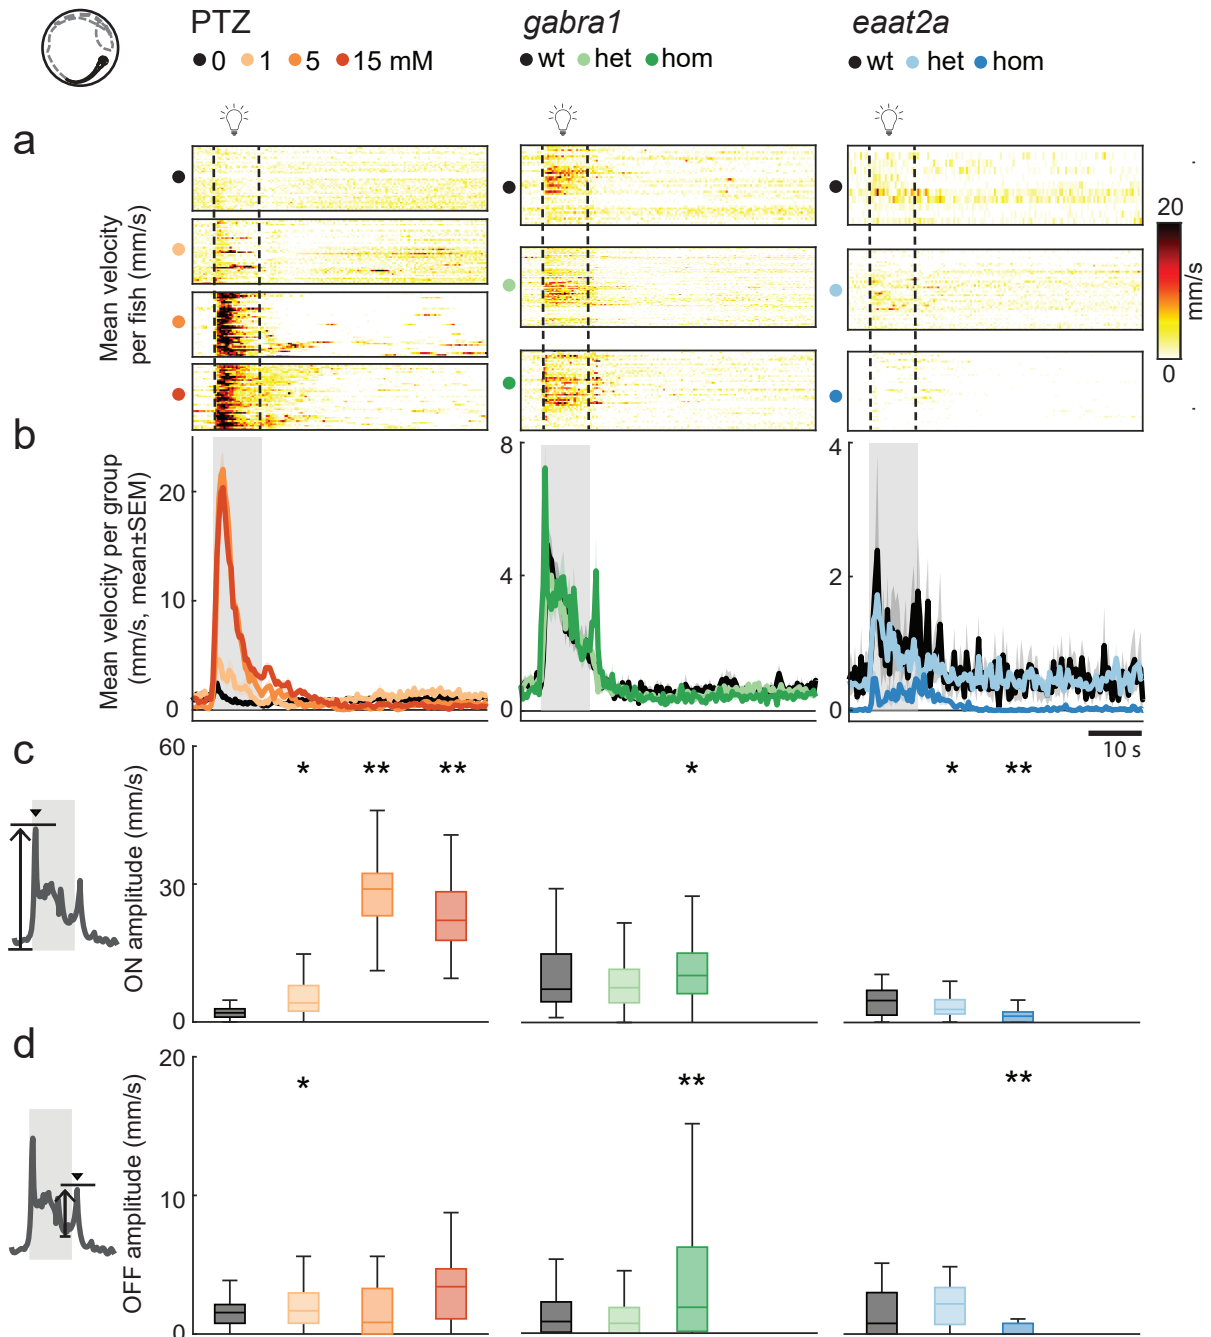 PTZ
0 1 5 15 mM
gabra1
wt het hom
eaat2a
wt het hom
a
Mean velocity
per fish (mm/s)
20
mm/s
0
b
Mean velocity per group
(mm/s, mean±SEM)
20
10
0
8
4
0
4
2
0
10 s
c
ON amplitude (mm/s)
60
30
0
* ** **
*
* **
d
OFF amplitude (mm/s)
20
10
0
*
**
**